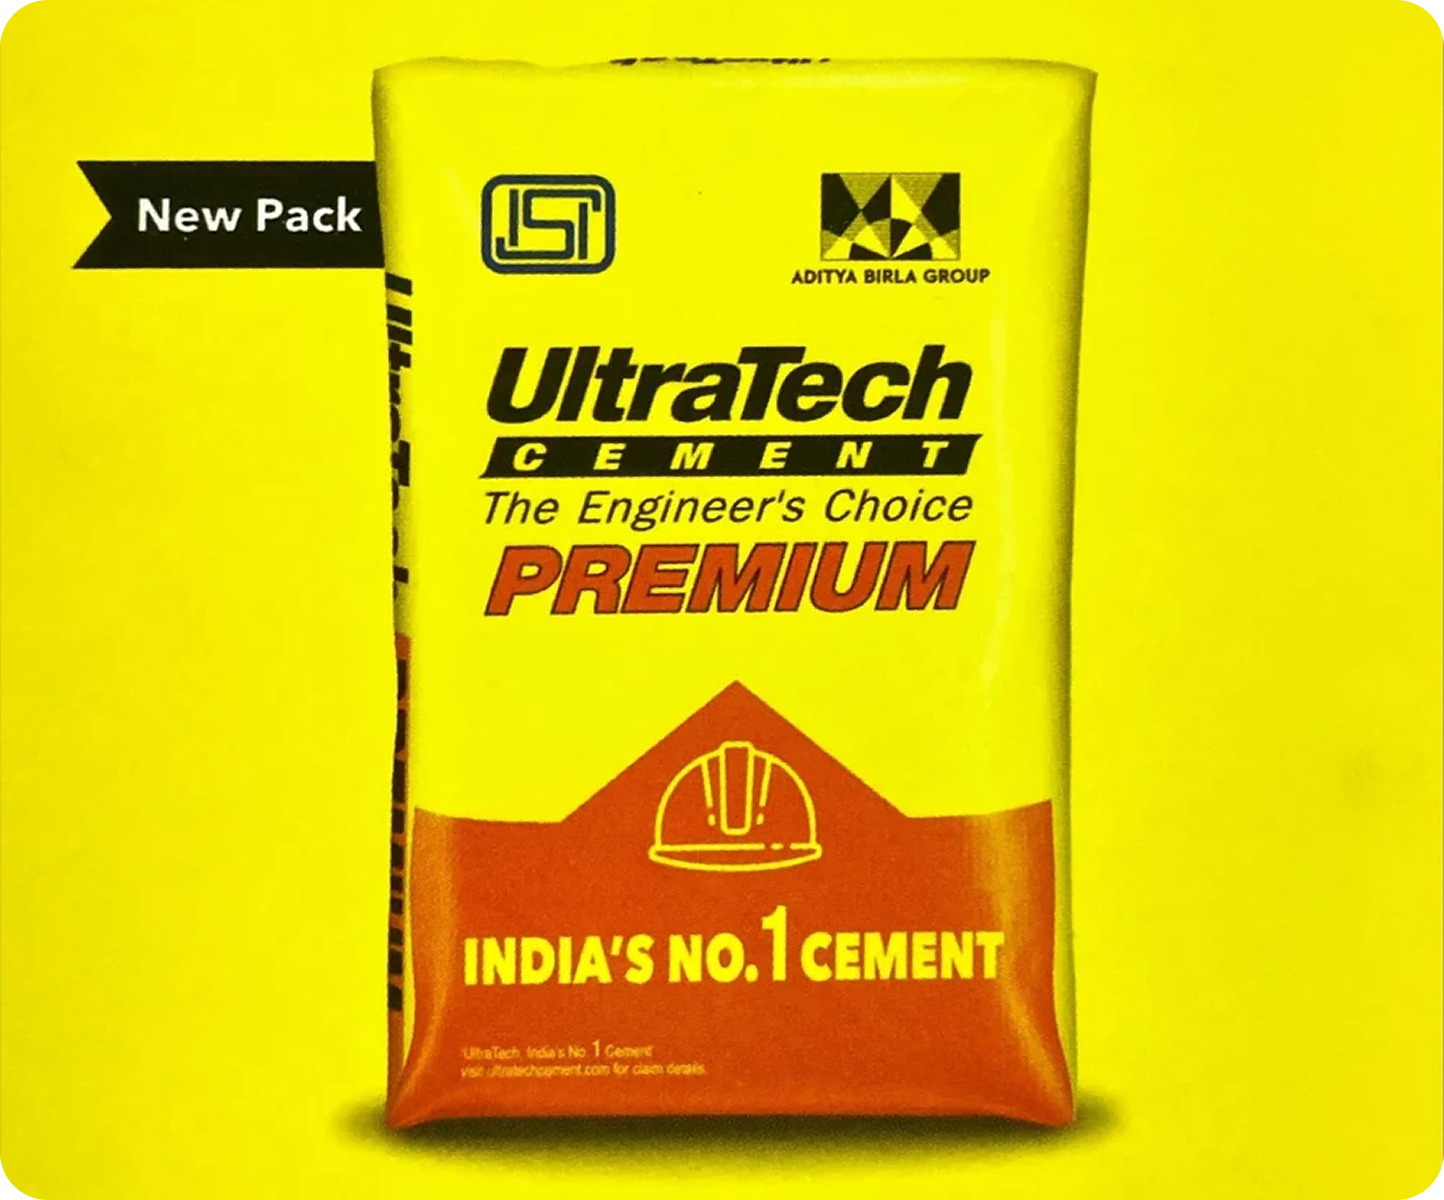 New Pack
ISI
ADITYA BIRLA GROUP
UltraTech
CEMENT
The Engineer's Choice
PREMIUM
INDIA'S NO.1 CEMENT
UltraTech, India's No. 1 Cement
visit ultratechcement.com for claim details.